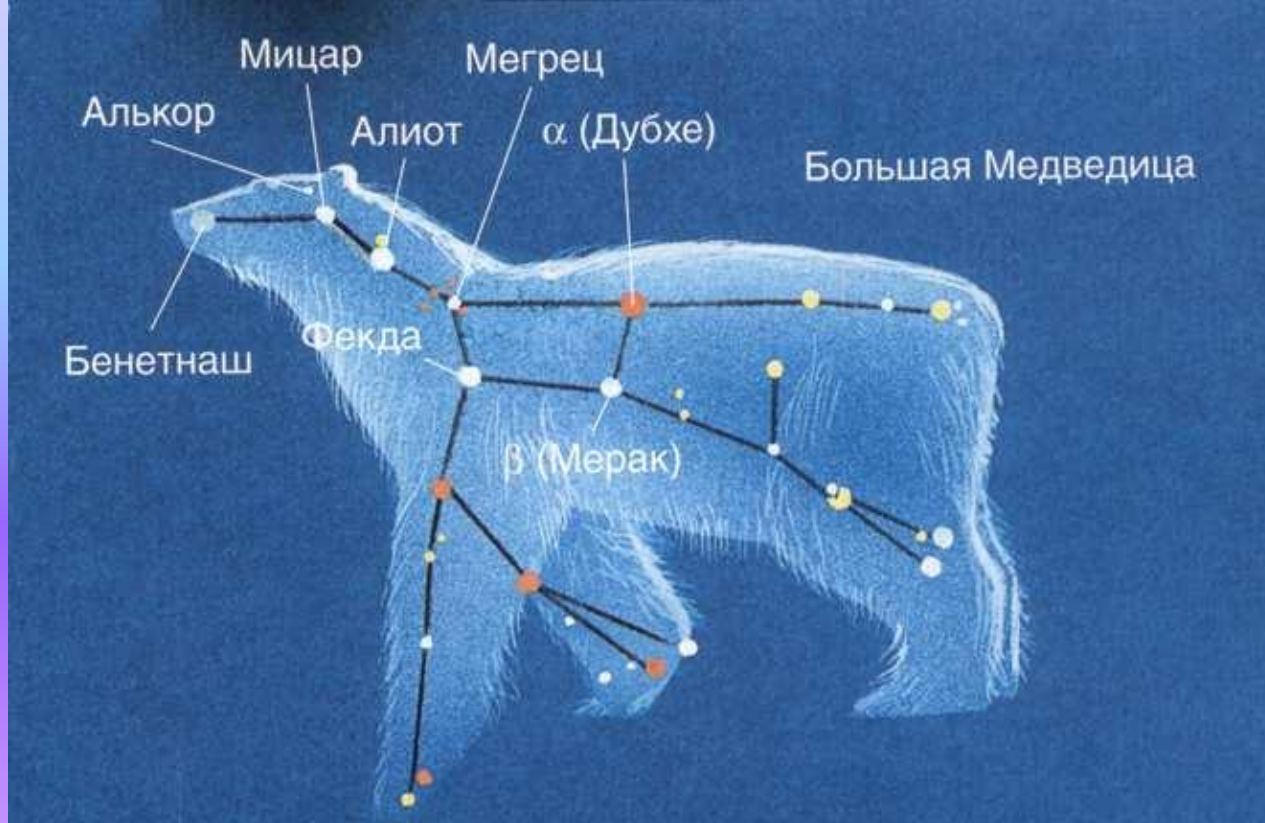 Мицар
Мегрец
Алькор
Алиот
α (Дубхе)
Большая Медведица
Фекда
Бенетнаш
β (Мерак)